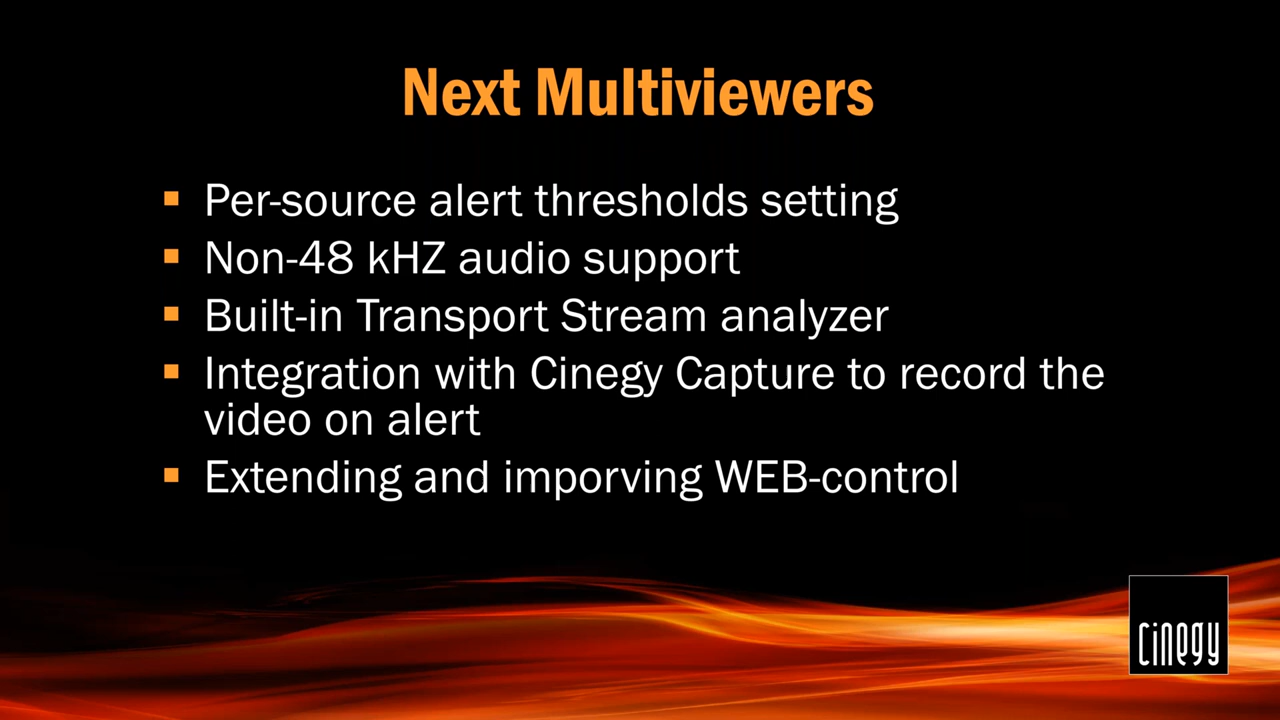 Next Multiviewers
▪ Per-source alert thresholds setting
▪ Non-48 kHZ audio support
▪ Built-in Transport Stream analyzer
▪ Integration with Cinegy Capture to record the
video on alert
▪ Extending and imporving WEB-control
cinegy